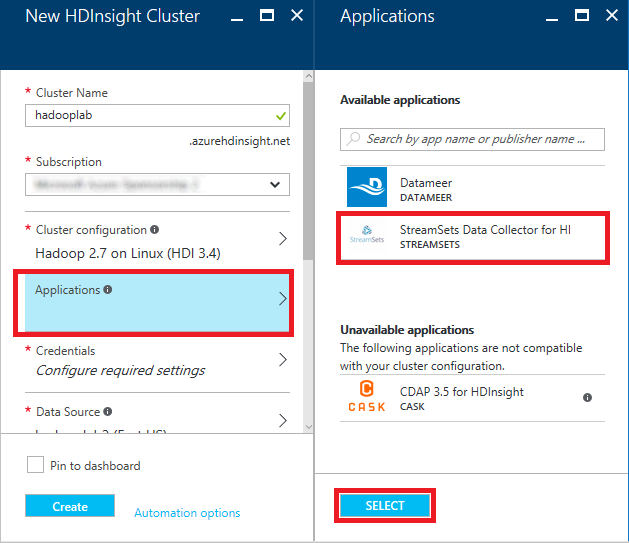 New HDInsight Cluster
* Cluster Name
hadooplab
.azurehdinsight.net
* Subscription
* Cluster configuration
Hadoop 2.7 on Linux (HDI 3.4)
Applications
* Credentials
Configure required settings
* Data Source
Pin to dashboard
Create
Automation options
Applications
Available applications
Search by app name or publisher name ...
Datameer
DATAMEER
StreamSets
StreamSets Data Collector for HI
STREAMSETS
Unavailable applications
The following applications are not compatible
with your cluster configuration.
CASK
CDAP 3.5 for HDInsight
CASK
SELECT